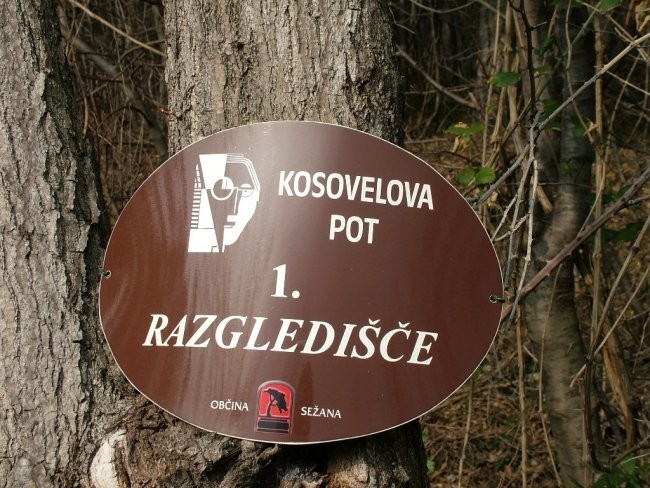 KOSOVELOVA
POT
1.
RAZGLEDIŠČE
OBČINA SEŽANA